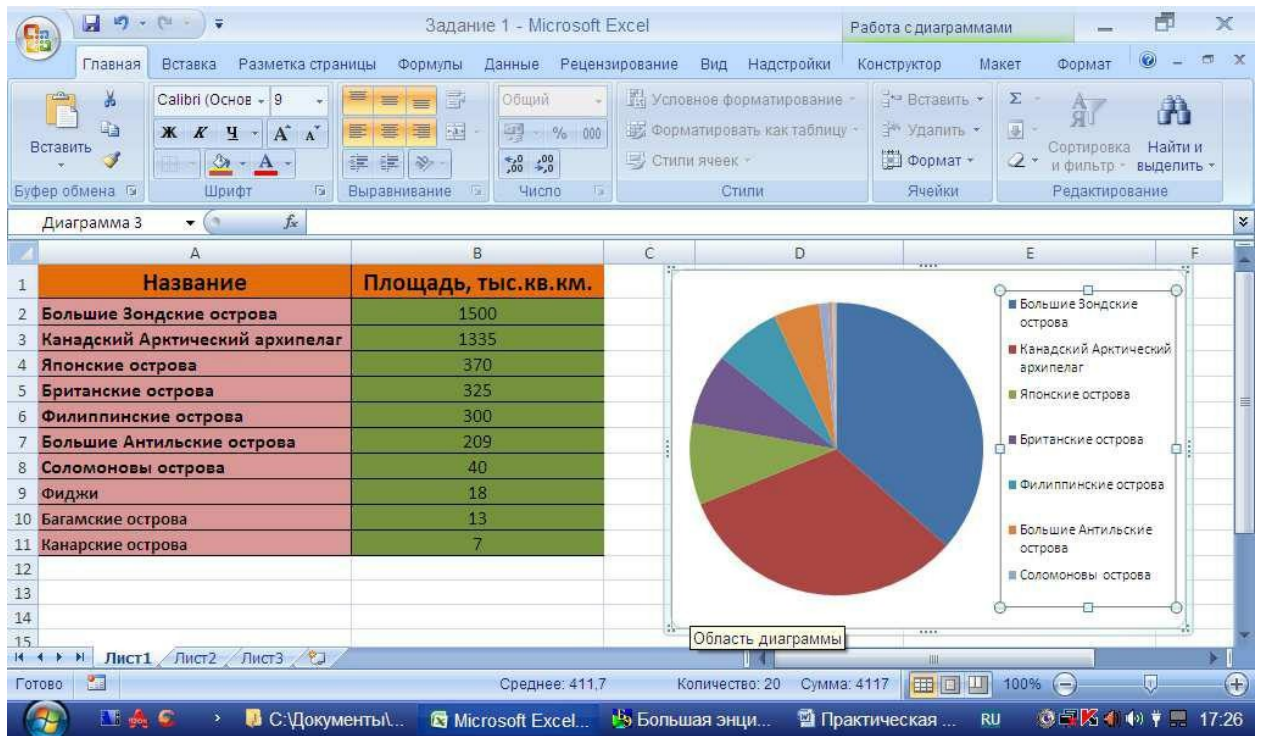 Задание 1 - Microsoft Excel
Работа с диаграммами
Главная Вставка Разметка страницы Формулы Данные Рецензирование Вид Надстройки Конструктор Макет Формат
Вставить
Буфер обмена
Calibri (Основ 9
Ж К Ч A A
A
Шрифт
Выравнивание
Общий
% 000
,00 ,00
Число
Условное форматирование
Форматировать как таблицу
Стили ячеек
Стили
Вставить
Удалить
Формат
Ячейки
Σ
Сортировка и фильтр
Найти и выделить
Редактирование
Диаграмма 3 fx
A B C D E F
1 Название Площадь, тыс.кв.км.
2 Большие Зондские острова 1500
3 Канадский Арктический архипелаг 1335
4 Японские острова 370
5 Британские острова 325
6 Филиппинские острова 300
7 Большие Антильские острова 209
8 Соломоновы острова 40
9 Фиджи 18
10 Багамские острова 13
11 Канарские острова 7
12
13
14
15
Большие Зондские
острова
Канадский Арктический
архипелаг
Японские острова
Британские острова
Филиппинские острова
Большие Антильские
острова
Соломоновы острова
Область диаграммы
Лист1 Лист2 Лист3
Готово Среднее: 411,7 Количество: 20 Сумма: 4117 100%
C:\Документы\... Microsoft Excel... Большая энци... Практическая ... RU 17:26